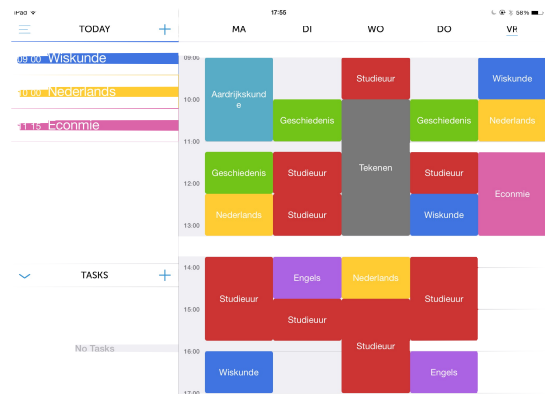 iPad
17:55
58%
TODAY
+
MA
DI
WO
DO
VR
09:00 Wiskunde
10:00 Nederlands
11:15 Econmie
09:00
10:00
11:00
12:00
13:00
14:00
15:00
16:00
17:00
Aardrijkskund
e
Geschiedenis
Nederlands
Studieuur
Wiskunde
Geschiedenis
Studieuur
Studieuur
Engels
Studieuur
Studieuur
Tekenen
Nederlands
Studieuur
Geschiedenis
Studieuur
Wiskunde
Studieuur
Engels
Wiskunde
Nederlands
Econmie
TASKS
+
No Tasks